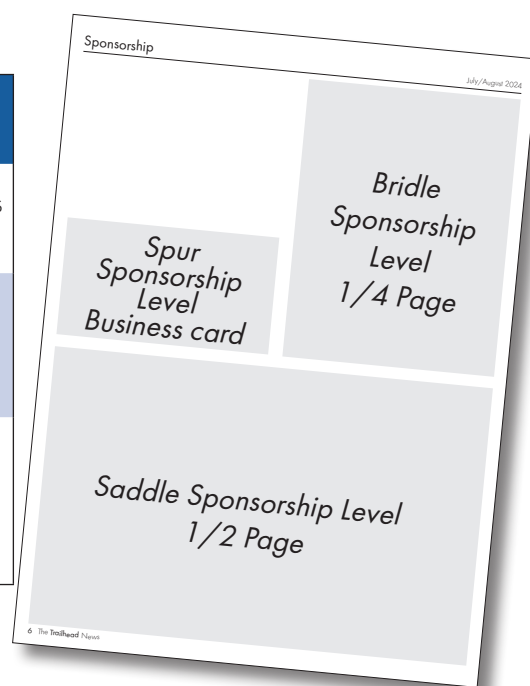 Sponsorship
July/August 2024
Bridle
Sponsorship
Level
1/4 Page
Spur
Sponsorship
Level
Business card
Saddle Sponsorship Level
1/2 Page
6 The Trailhead News